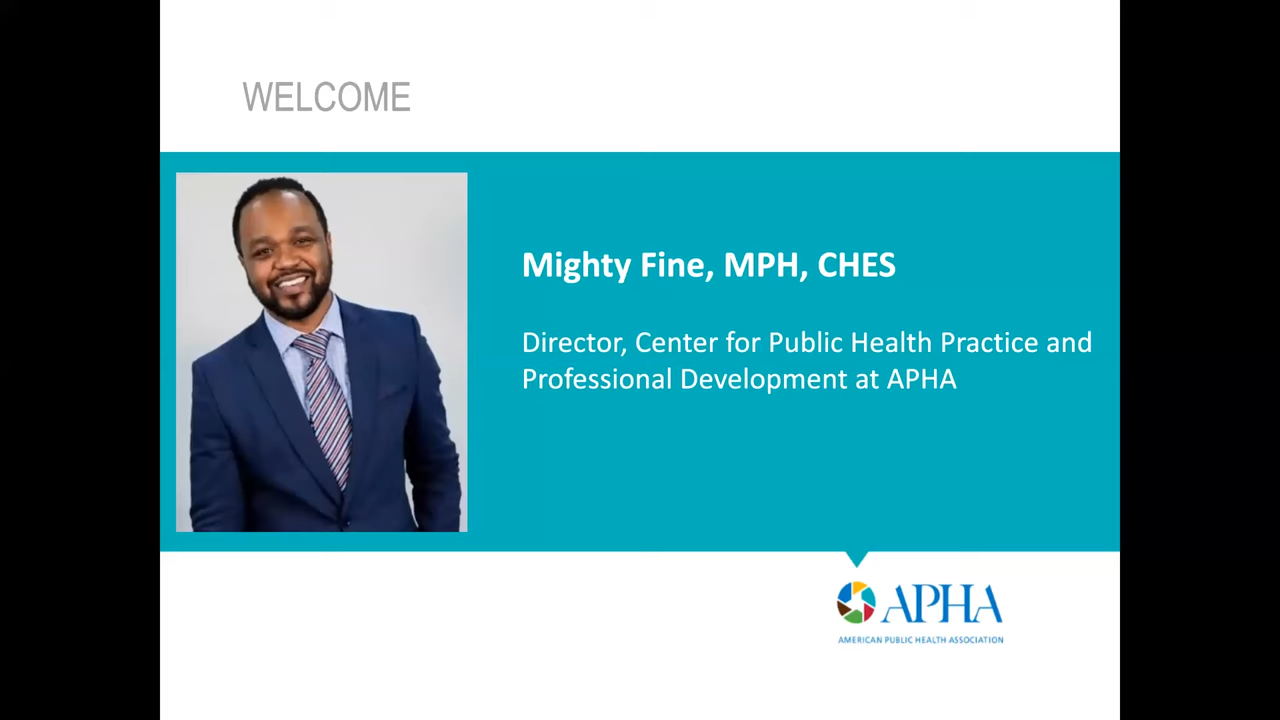 WELCOME
Mighty Fine, MPH, CHES
Director, Center for Public Health Practice and
Professional Development at APHA
APHA
AMERICAN PUBLIC HEALTH ASSOCIATION